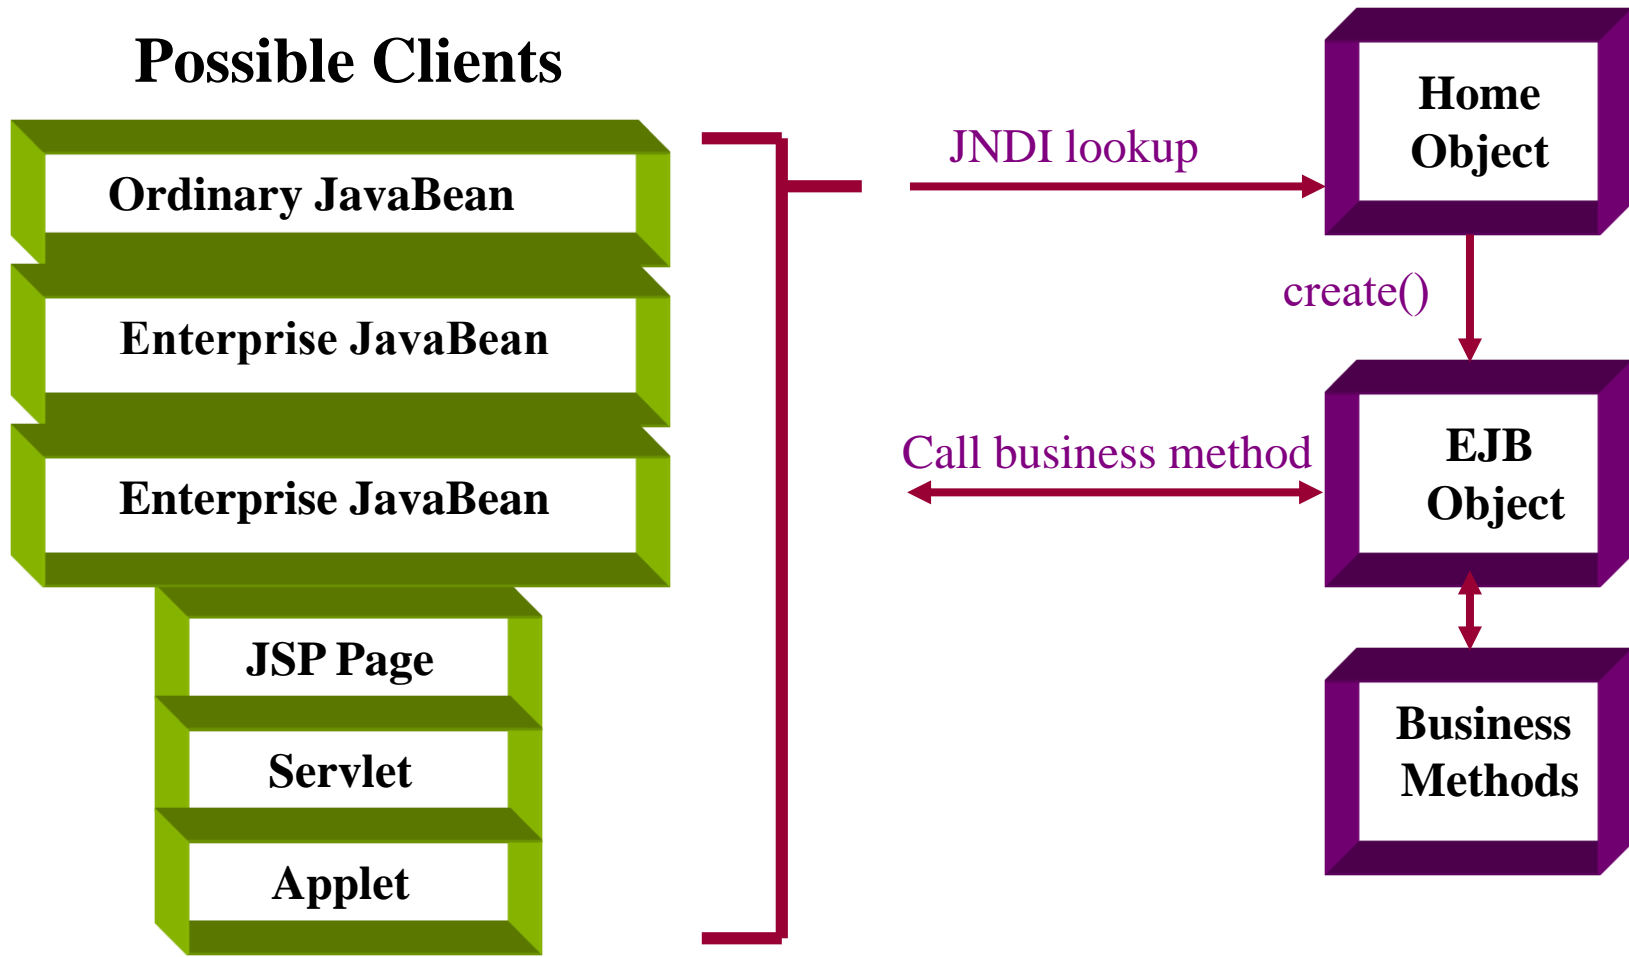 Possible Clients
Ordinary JavaBean
Enterprise JavaBean
Enterprise JavaBean
JSP Page
Servlet
Applet
JNDI lookup
Home
Object
create()
Call business method
EJB
Object
Business
Methods